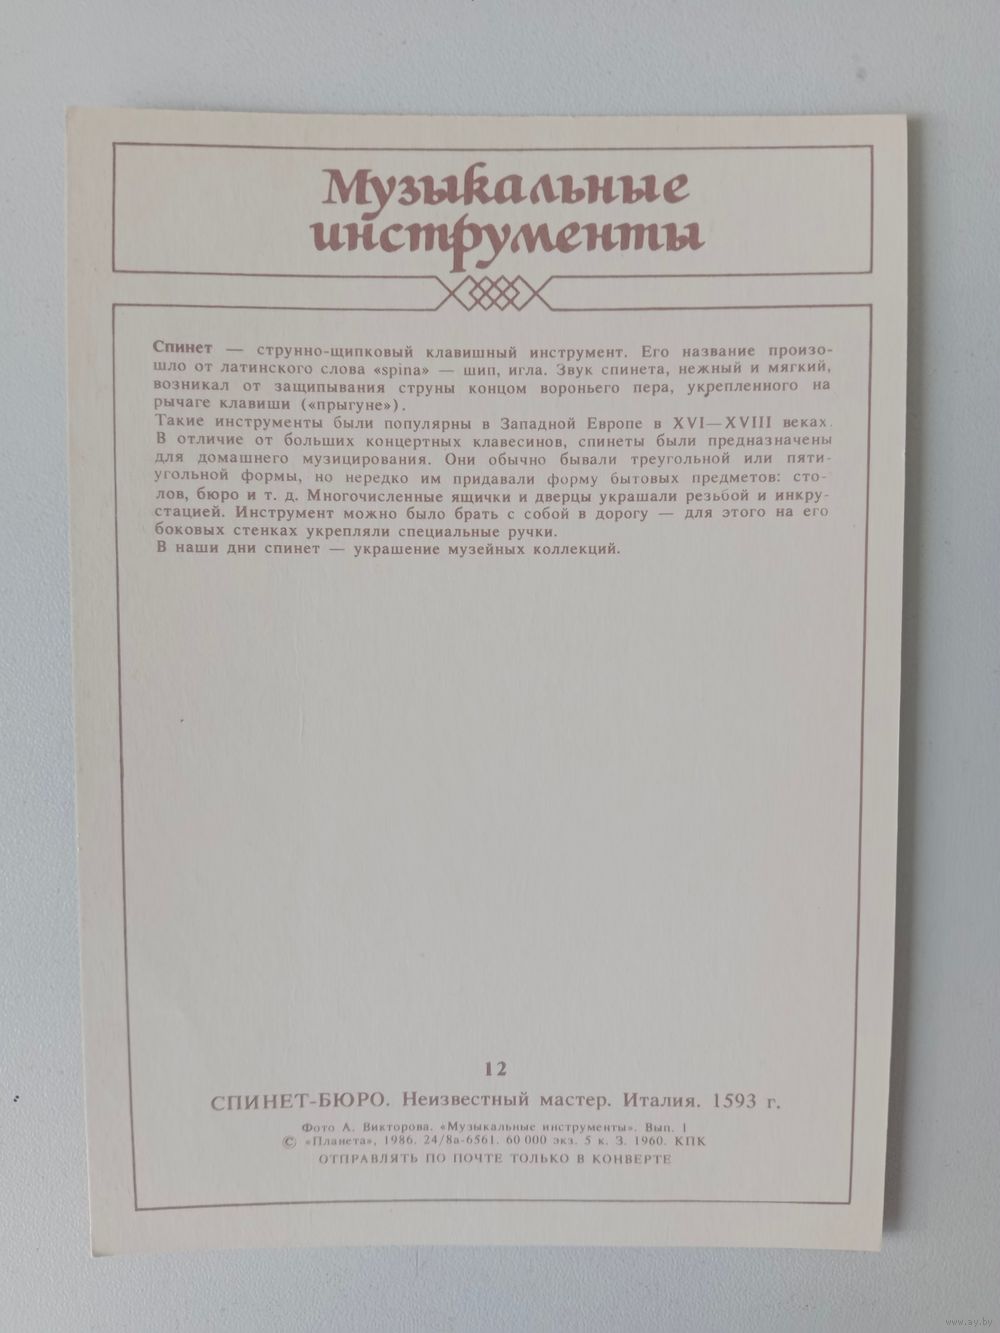 Музыкальные
инструменты
Спинет — струнно-щипковый клавишный инструмент. Его название произо-
шло от латинского слова «spina» — шип, игла. Звук спинета, нежный и мягкий,
возникал от защипывания струны концом вороньего пера, укрепленного на
рычаге клавиши («прыгуне»).
Такие инструменты были популярны в Западной Европе в XVI—XVIII веках.
В отличие от больших концертных клавесинов, спинеты были предназначены
для домашнего музицирования. Они обычно бывали треугольной или пяти-
угольной формы, но нередко им придавали форму бытовых предметов: сто-
лов, бюро и т. д. Многочисленные ящички и дверцы украшали резьбой и инкру-
стацией. Инструмент можно было брать с собой в дорогу — для этого на его
боковых стенках укрепляли специальные ручки.
В наши дни спинет — украшение музейных коллекций.
12
СПИНЕТ-БЮРО. Неизвестный мастер. Италия. 1593 г.
Фото А. Викторова. «Музыкальные инструменты». Вып. 1
© «Планета», 1986. 24/8а-6561. 60 000 экз. 5 к. З. 1960. КПК
ОТПРАВЛЯТЬ ПО ПОЧТЕ ТОЛЬКО В КОНВЕРТЕ
www.ay.by